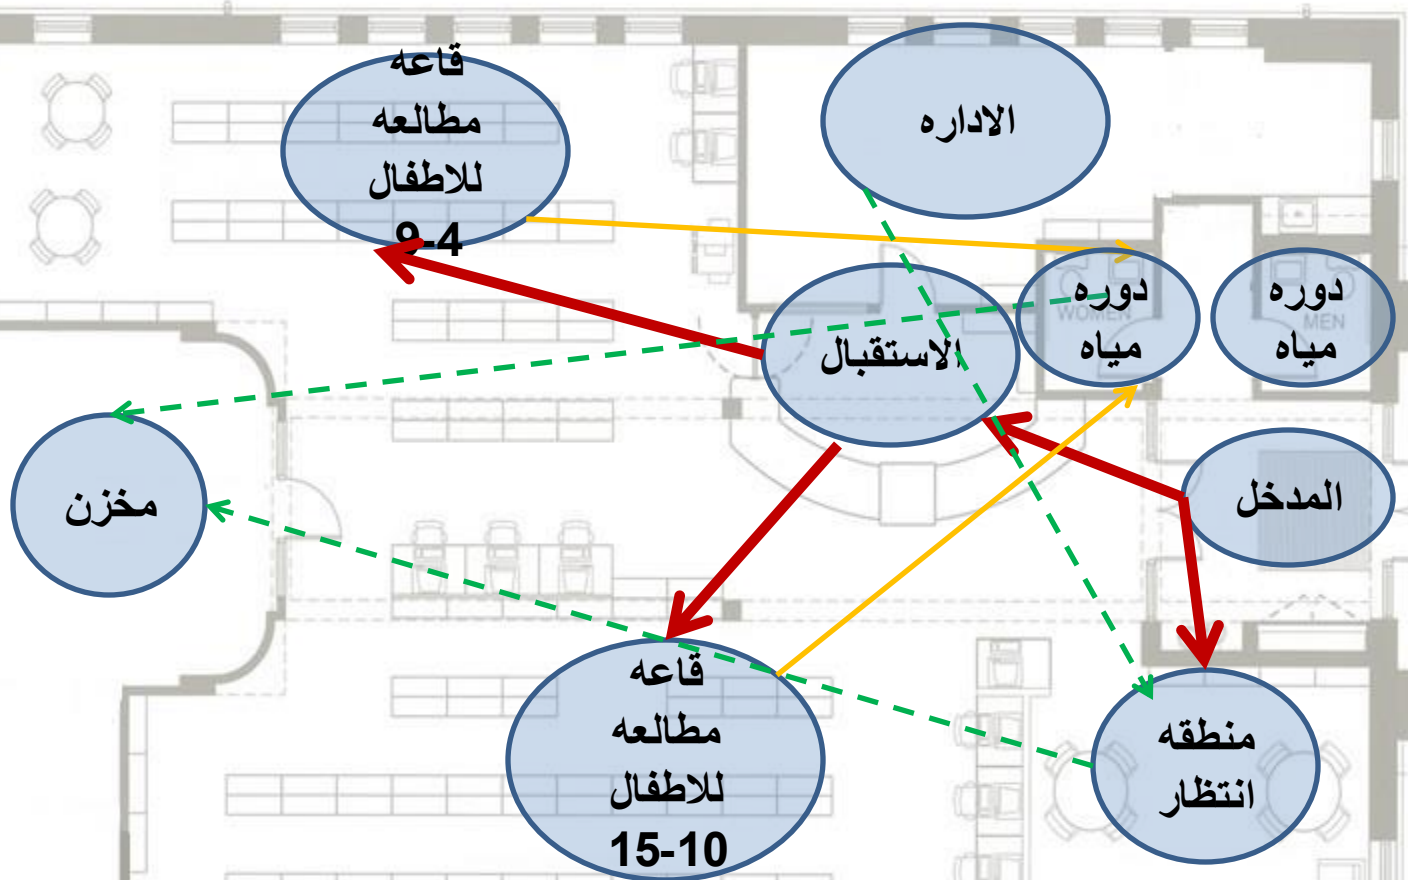 قاعه
مطالعه
للاطفال
9-4
الاداره
دوره
مياه
WOMEN
دوره
مياه
MEN
الاستقبال
المدخل
مخزن
قاعه
مطالعه
للاطفال
15-10
منطقه
انتظار